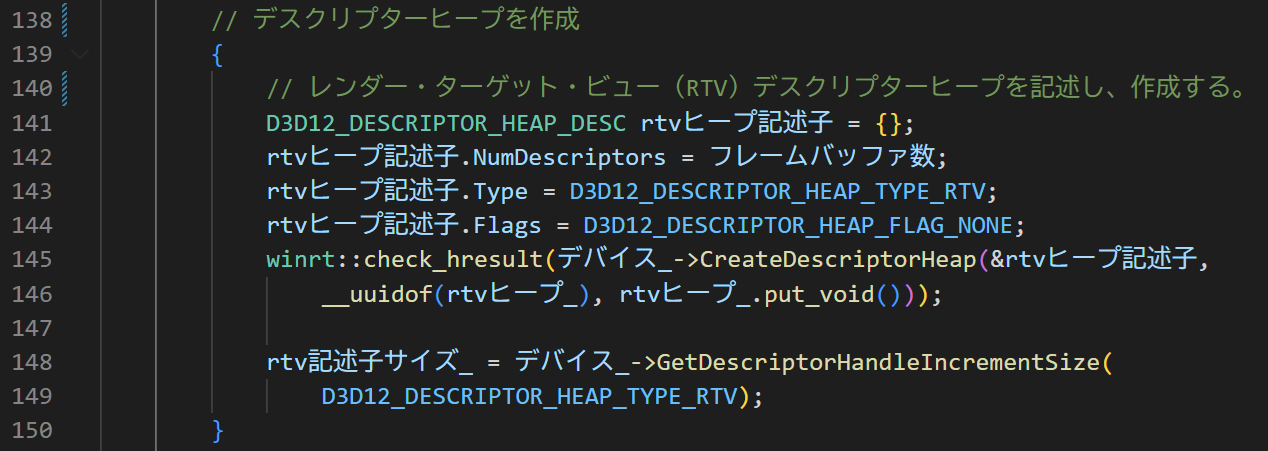 138 // デスクリプターヒープを作成
139 {
140 // レンダー・ターゲット・ビュー（RTV）デスクリプターヒープを記述し、作成する。
141 D3D12_DESCRIPTOR_HEAP_DESC rtvヒープ記述子 = {};
142 rtvヒープ記述子.NumDescriptors = フレームバッファ数;
143 rtvヒープ記述子.Type = D3D12_DESCRIPTOR_HEAP_TYPE_RTV;
144 rtvヒープ記述子.Flags = D3D12_DESCRIPTOR_HEAP_FLAG_NONE;
145 winrt::check_hresult(デバイス_->CreateDescriptorHeap(&rtvヒープ記述子,
146 __uuidof(rtvヒープ_), rtvヒープ_.put_void()));
147
148 rtv記述子サイズ_ = デバイス_->GetDescriptorHandleIncrementSize(
149 D3D12_DESCRIPTOR_HEAP_TYPE_RTV);
150 }